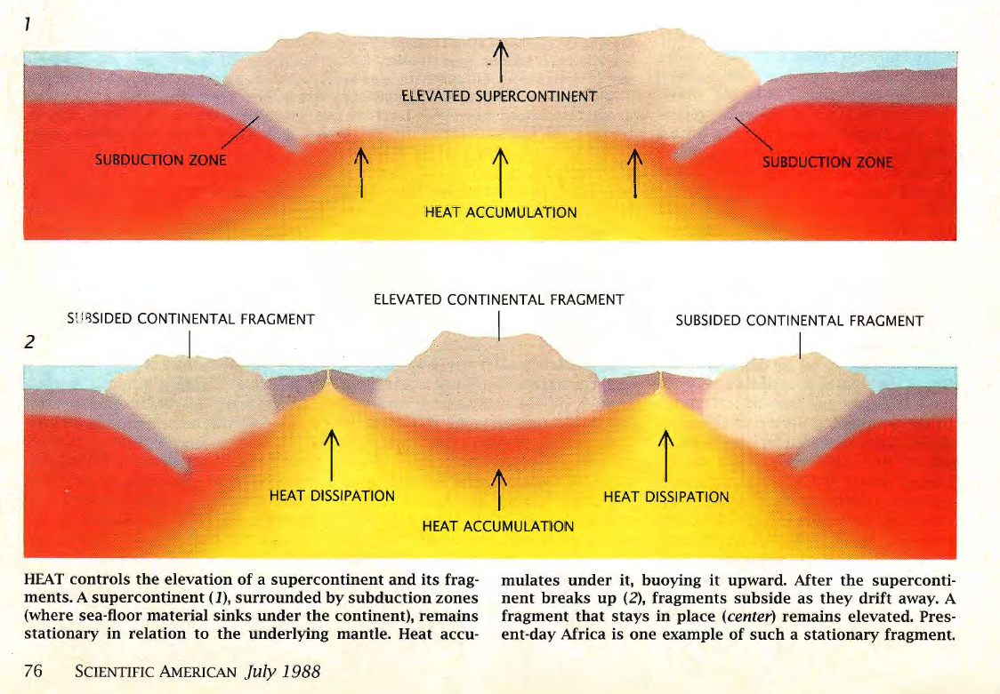 1
ELEVATED SUPERCONTINENT
SUBDUCTION ZONE
SUBDUCTION ZONE
HEAT ACCUMULATION
ELEVATED CONTINENTAL FRAGMENT
SUBSIDED CONTINENTAL FRAGMENT
SUBSIDED CONTINENTAL FRAGMENT
2
HEAT DISSIPATION
HEAT DISSIPATION
HEAT ACCUMULATION
HEAT controls the elevation of a supercontinent and its frag-
ments. A supercontinent (1), surrounded by subduction zones
(where sea-floor material sinks under the continent), remains
stationary in relation to the underlying mantle. Heat accu-
mulates under it, buoying it upward. After the superconti-
nent breaks up (2), fragments subside as they drift away. A
fragment that stays in place (center) remains elevated. Pres-
ent-day Africa is one example of such a stationary fragment.
76 SCIENTIFIC AMERICAN July 1988